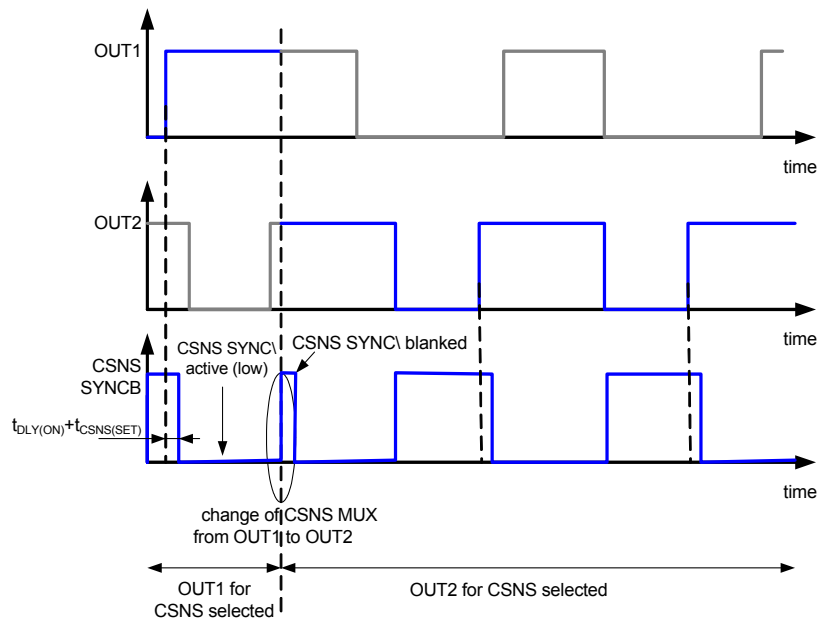 OUT1
time
OUT2
time
CSNS
SYNCB
CSNS SYNC\
active (low)
CSNS SYNC\ blanked
tDLY(ON)+tCSNS(SET)
time
change of CSNS MUX
from OUT1 to OUT2
OUT1 for
CSNS selected
OUT2 for CSNS selected